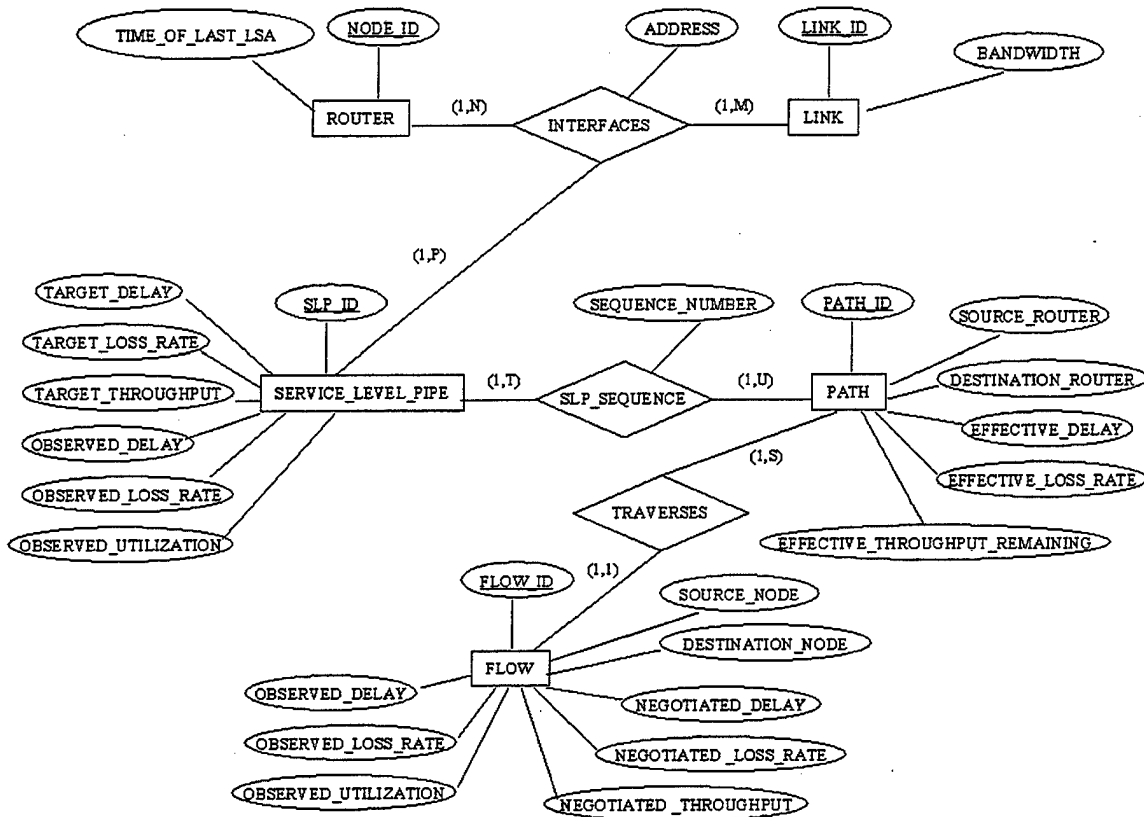 TIME_OF_LAST_LSA
NODE_ID
ADDRESS
LINK_ID
BANDWIDTH
ROUTER
(1,N)
INTERFACES
(1,M)
LINK
(1,P)
TARGET_DELAY
SLP_ID
SEQUENCE_NUMBER
PATH_ID
SOURCE_ROUTER
TARGET_LOSS_RATE
TARGET_THROUGHPUT
SERVICE_LEVEL_PIPE
(1,T)
SLP_SEQUENCE
(1,U)
PATH
DESTINATION_ROUTER
OBSERVED_DELAY
EFFECTIVE_DELAY
OBSERVED_LOSS_RATE
(1,S)
EFFECTIVE_LOSS_RATE
OBSERVED_UTILIZATION
TRAVERSES
EFFECTIVE_THROUGHPUT_REMAINING
FLOW_ID
(1,1)
SOURCE_NODE
DESTINATION_NODE
FLOW
OBSERVED_DELAY
NEGOTIATED_DELAY
OBSERVED_LOSS_RATE
NEGOTIATED_LOSS_RATE
OBSERVED_UTILIZATION
NEGOTIATED_THROUGHPUT